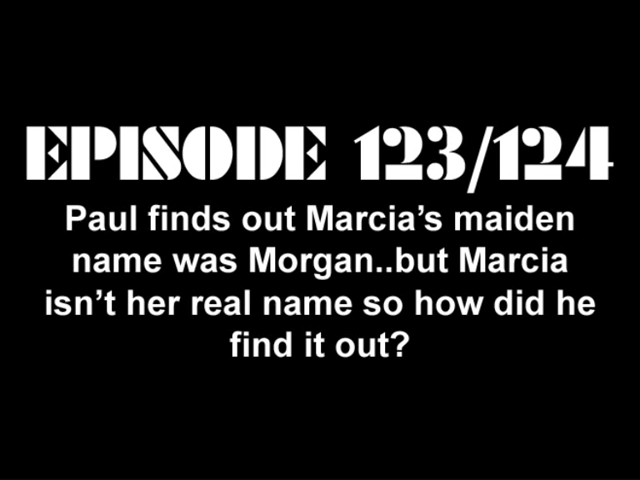 EPISODE 123/124
Paul finds out Marcia’s maiden
name was Morgan..but Marcia
isn’t her real name so how did he
find it out?